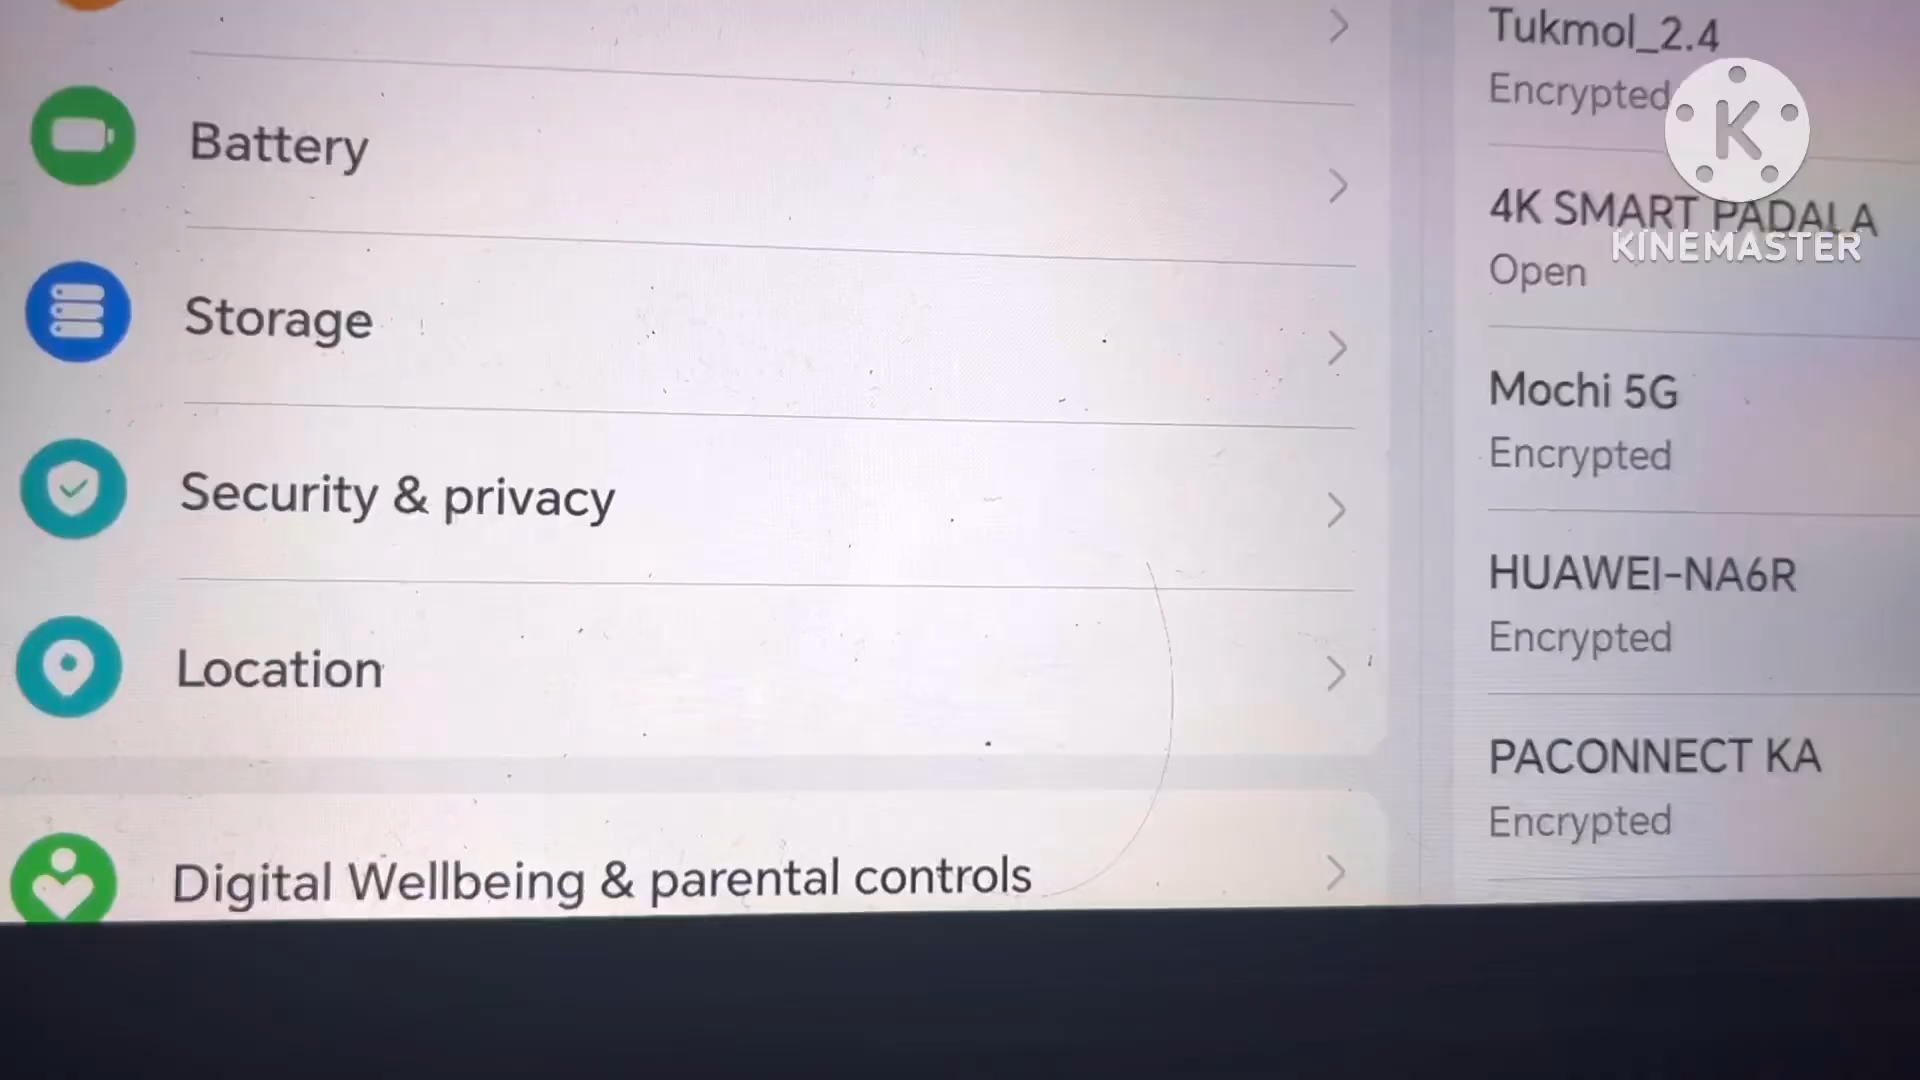 Battery
Storage
Security & privacy
Location
Digital Wellbeing & parental controls
Tukmol_2.4
Encrypted
4K SMART PADALA
Open
Mochi 5G
Encrypted
HUAWEI-NA6R
Encrypted
PACONNECT KA
Encrypted
K
KINEMASTER